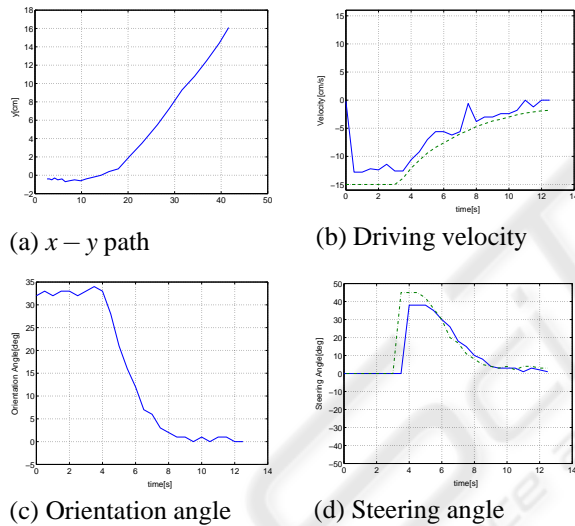 18
16
14
12
10
8
6
4
2
0
−2
0 10 20 30 40 50
y[cm]
(a) x − y path
15
10
5
0
−5
−10
−15
0 2 4 6 8 10 12 14
Velocity[cm/s]
time[s]
(b) Driving velocity
35
30
25
20
15
10
5
0
−5
0 2 4 6 8 10 12 14
Orientation Angle[deg]
time[s]
(c) Orientation angle
50
40
30
20
10
0
−10
−20
−30
−40
−50
0 2 4 6 8 10 12 14
Steering Angle[deg]
time[s]
(d) Steering angle